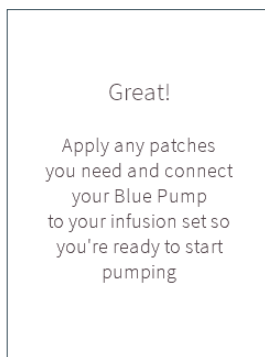 Great!
Apply any patches
you need and connect
your Blue Pump
to your infusion set so
you're ready to start
pumping